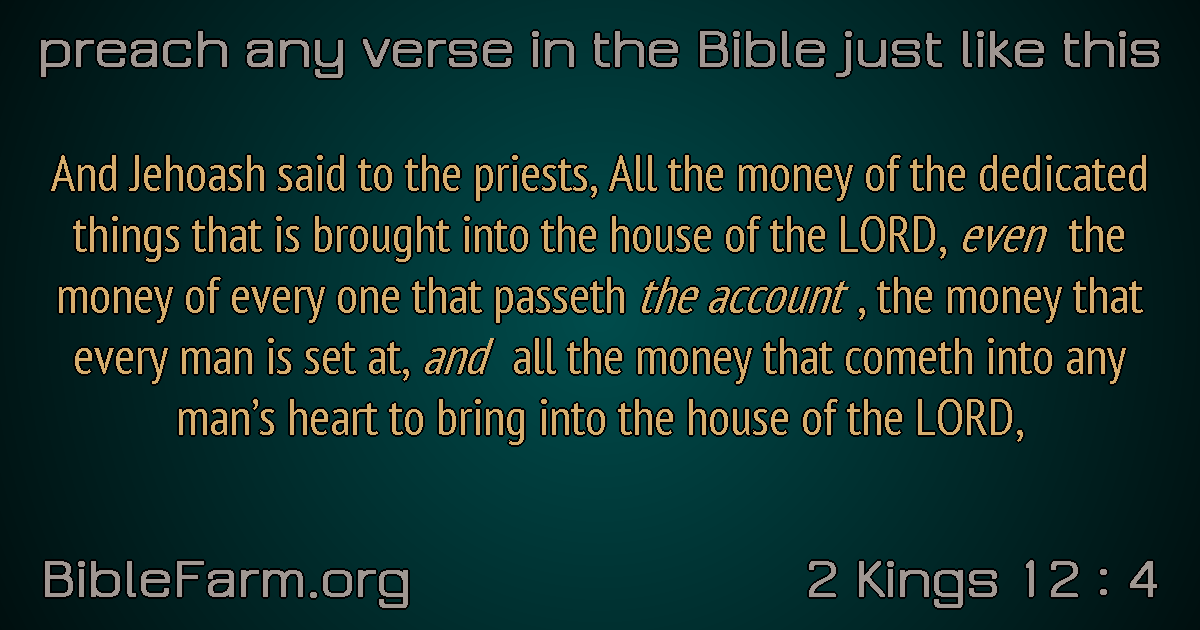 preach any verse in the Bible just like this
And Jehoash said to the priests, All the money of the dedicated
things that is brought into the house of the LORD, even the
money of every one that passeth the account , the money that
every man is set at, and all the money that cometh into any
man’s heart to bring into the house of the LORD,
BibleFarm.org
2 Kings 12 : 4